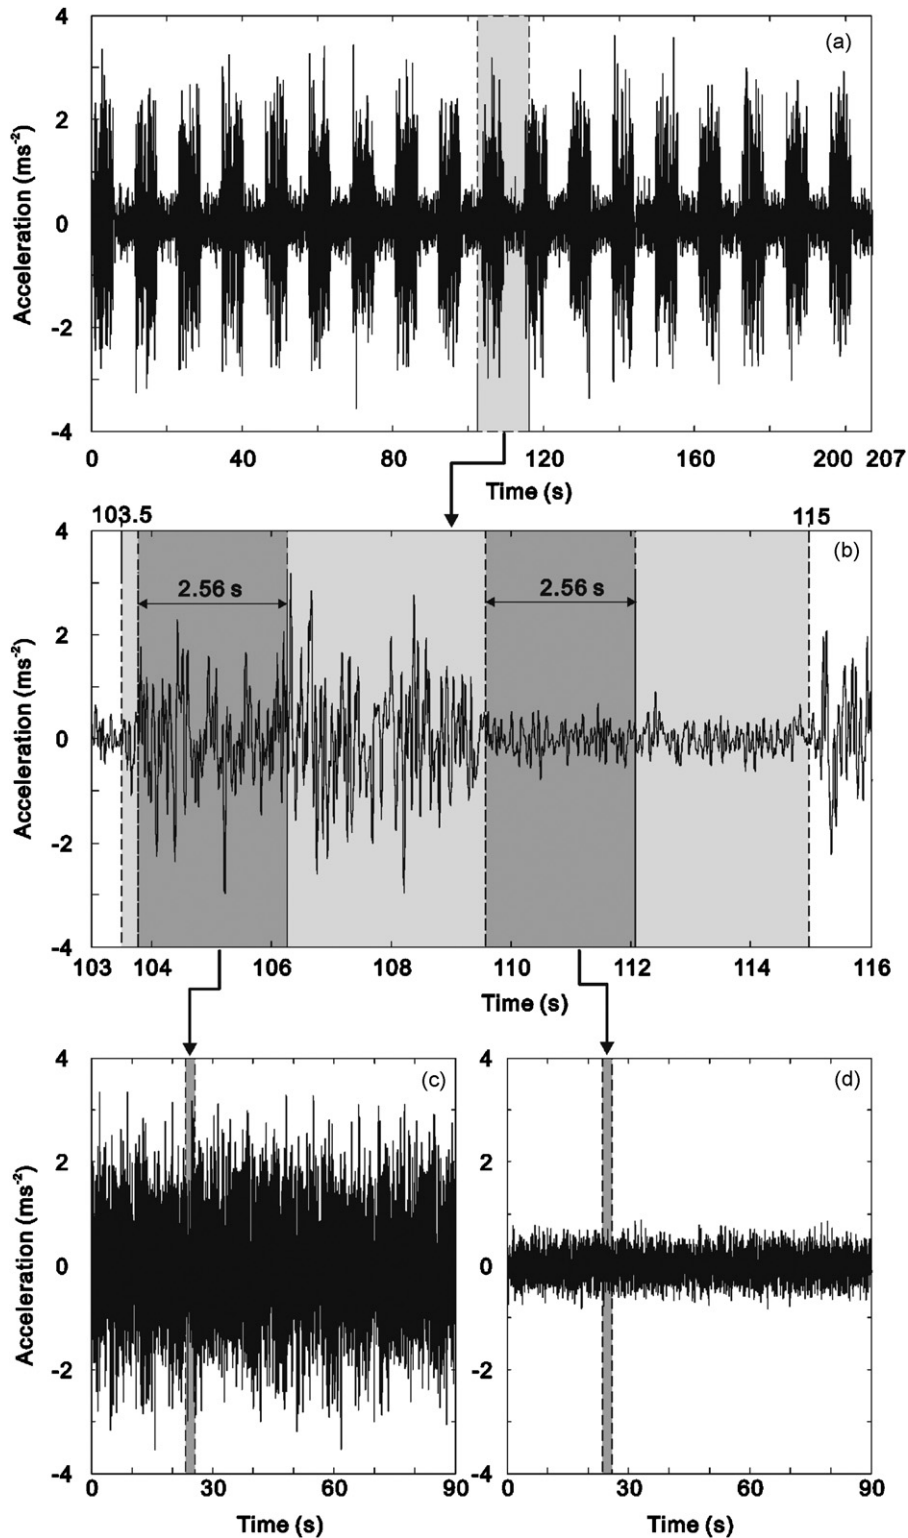 (a)
Acceleration (ms-2)
4
2
0
-2
-4
0 40 80 120 160 200 207
Time (s)
103.5 115
(b)
2.56 s 2.56 s
Acceleration (ms-2)
4
2
0
-2
-4
103 104 106 108 110 112 114 116
Time (s)
(c)
Acceleration (ms-2)
4
2
0
-2
-4
0 30 60 90
Time (s)
(d)
4
2
0
-2
-4
0 30 60 90
Time (s)